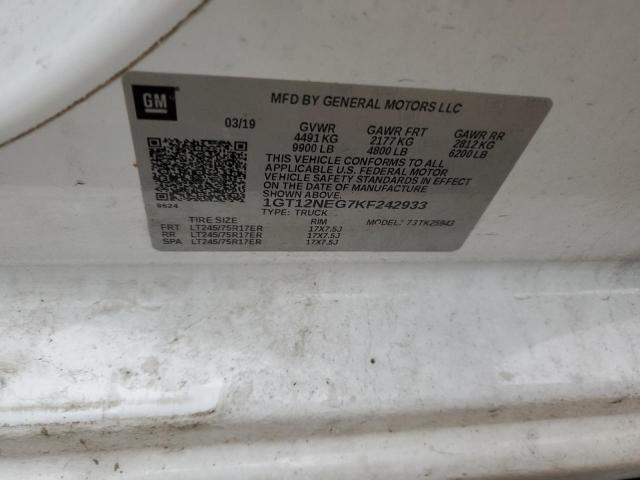 GM
MFD BY GENERAL MOTORS LLC
03/19 GVWR GAWR FRT GAWR RR
4491 KG 2177 KG 2812 KG
9900 LB 4800 LB 6200 LB
THIS VEHICLE CONFORMS TO ALL
APPLICABLE U.S. FEDERAL MOTOR
VEHICLE SAFETY STANDARDS IN EFFECT
ON THE DATE OF MANUFACTURE
SHOWN ABOVE.
9624
1GT12NEG7KF242933
TYPE: TRUCK MODEL: 73TK25943
TIRE SIZE RIM
FRT LT245/75R17ER 17X7.5J
RR LT245/75R17ER 17X7.5J
SPA LT245/75R17ER 17X7.5J